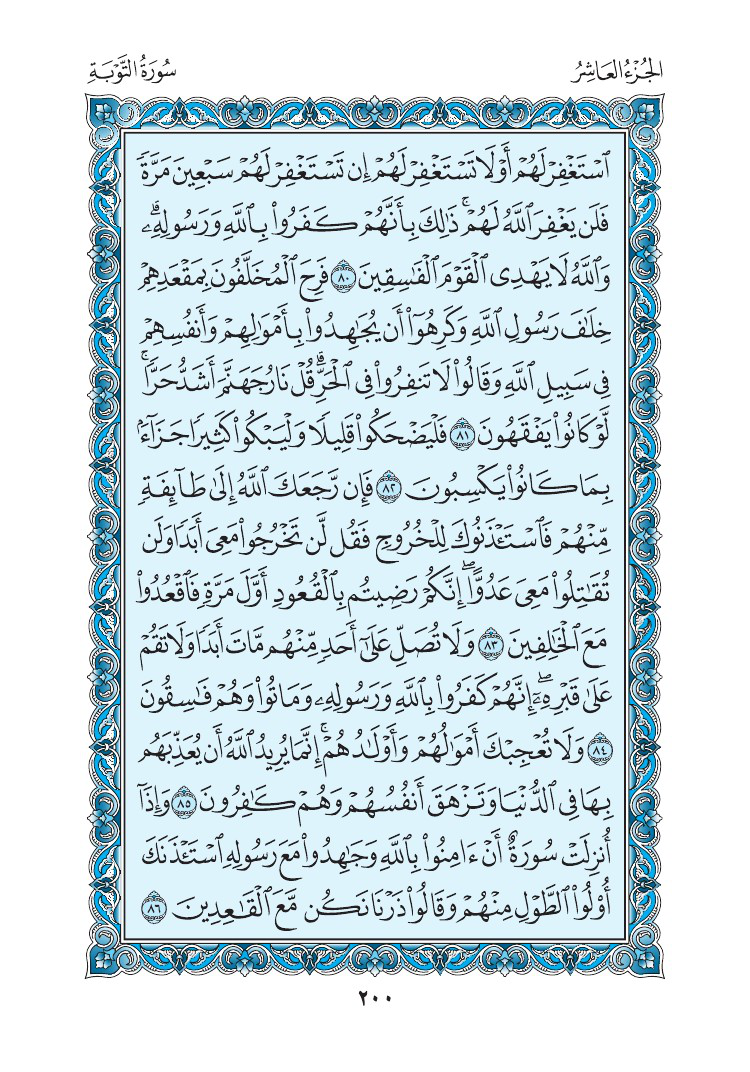 الجُزْءُ العَاشِرُ
سُورَةُ التَّوْبَةِ
ٱسْتَغْفِرْ لَهُمْ أَوْ لَا تَسْتَغْفِرْ لَهُمْ إِن تَسْتَغْفِرْ لَهُمْ سَبْعِينَ مَرَّةً
فَلَن يَغْفِرَ ٱللَّهُ لَهُمْ ۚ ذَٰلِكَ بِأَنَّهُمْ كَفَرُوا۟ بِٱللَّهِ وَرَسُولِهِۦ ۗ
وَٱللَّهُ لَا يَهْدِى ٱلْقَوْمَ ٱلْفَـٰسِقِينَ ٨٠ فَرِحَ ٱلْمُخَلَّفُونَ بِمَقْعَدِهِمْ
خِلَـٰفَ رَسُولِ ٱللَّهِ وَكَرِهُوٓا۟ أَن يُجَـٰهِدُوا۟ بِأَمْوَٰلِهِمْ وَأَنفُسِهِمْ
فِى سَبِيلِ ٱللَّهِ وَقَالُوا۟ لَا تَنفِرُوا۟ فِى ٱلْحَرِّ ۗ قُلْ نَارُ جَهَنَّمَ أَشَدُّ حَرًّا ۚ
لَّوْ كَانُوا۟ يَفْقَهُونَ ٨١ فَلْيَضْحَكُوا۟ قَلِيلًا وَلْيَبْكُوا۟ كَثِيرًا جَزَآءًۢ
بِمَا كَانُوا۟ يَكْسِبُونَ ٨٢ فَإِن رَّجَعَكَ ٱللَّهُ إِلَىٰ طَآئِفَةٍ
مِّنْهُمْ فَٱسْتَـْٔذَنُوكَ لِلْخُرُوجِ فَقُل لَّن تَخْرُجُوا۟ مَعِىَ أَبَدًا وَلَن
تُقَـٰتِلُوا۟ مَعِىَ عَدُوًّا ۖ إِنَّكُمْ رَضِيتُم بِٱلْقُعُودِ أَوَّلَ مَرَّةٍ فَٱقْعُدُوا۟
مَعَ ٱلْخَـٰلِفِينَ ٨٣ وَلَا تُصَلِّ عَلَىٰٓ أَحَدٍ مِّنْهُم مَّاتَ أَبَدًا وَلَا تَقُمْ
عَلَىٰ قَبْرِهِۦٓ ۖ إِنَّهُمْ كَفَرُوا۟ بِٱللَّهِ وَرَسُولِهِۦ وَمَاتُوا۟ وَهُمْ فَـٰسِقُونَ
٨٤ وَلَا تُعْجِبْكَ أَمْوَٰلُهُمْ وَأَوْلَـٰدُهُمْ ۚ إِنَّمَا يُرِيدُ ٱللَّهُ أَن يُعَذِّبَهُم
بِهَا فِى ٱلدُّنْيَا وَتَزْهَقَ أَنفُسُهُمْ وَهُمْ كَـٰفِرُونَ ٨٥ وَإِذَآ
أُنزِلَتْ سُورَةٌ أَنْ ءَامِنُوا۟ بِٱللَّهِ وَجَـٰهِدُوا۟ مَعَ رَسُولِهِ ٱسْتَـْٔذَنَكَ
أُو۟لُوا۟ ٱلطَّوْلِ مِنْهُمْ وَقَالُوا۟ ذَرْنَا نَكُن مَّعَ ٱلْقَـٰعِدِينَ ٨٦
٢٠٠